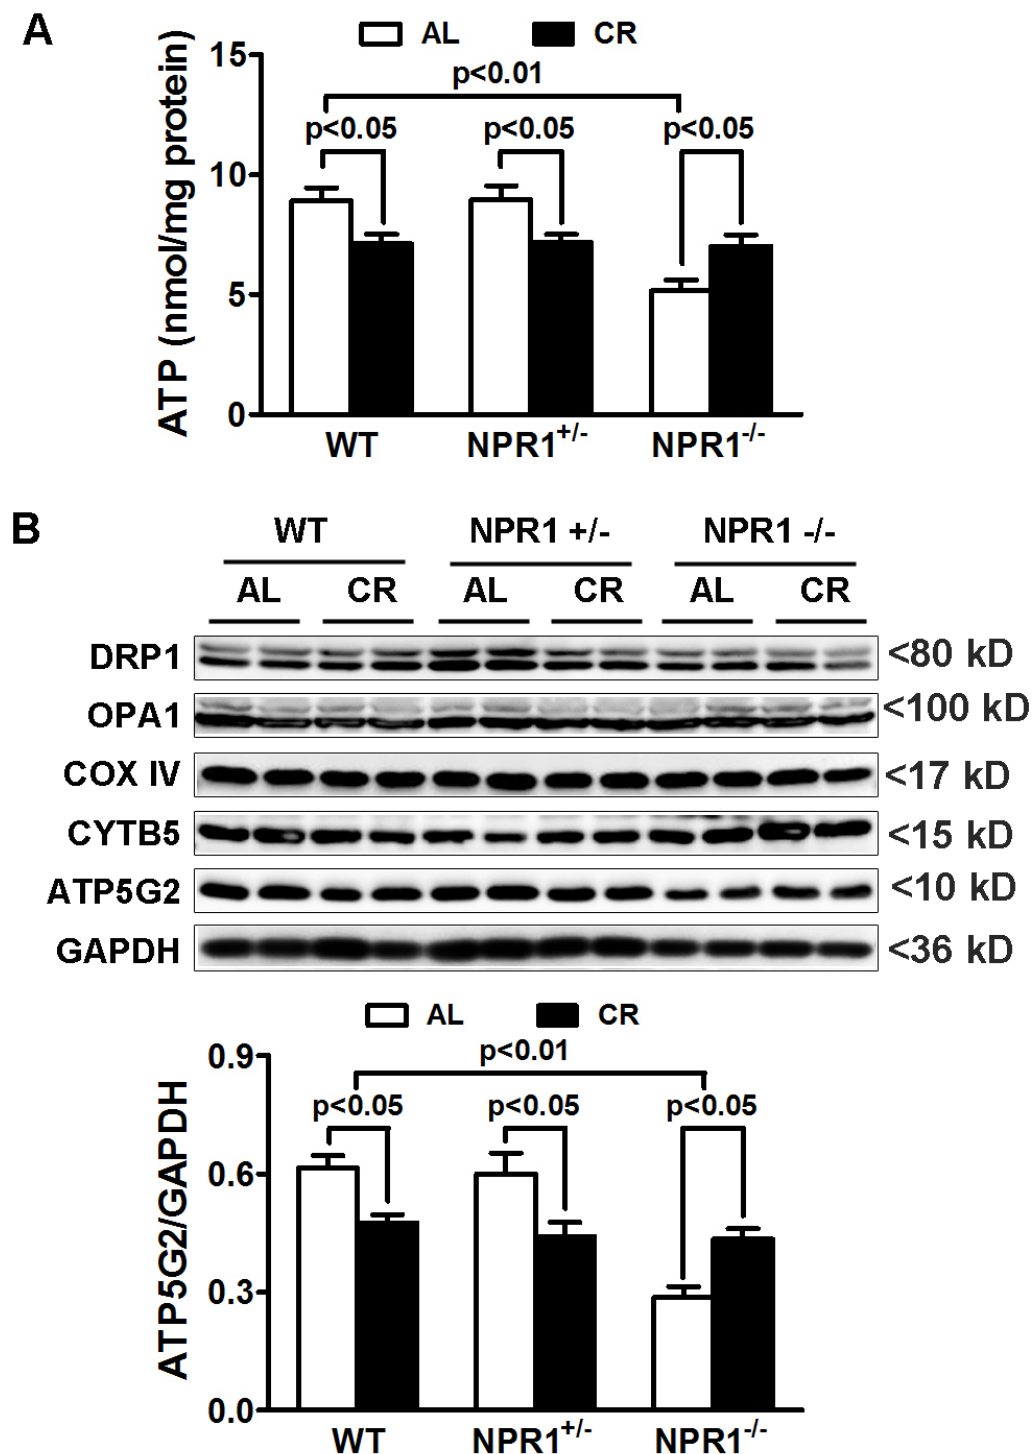 A
AL CR
15
10
5
0
ATP (nmol/mg protein)
p<0.01
p<0.05 p<0.05 p<0.05
WT NPR1+/- NPR1-/-
B
WT NPR1 +/- NPR1 -/-
AL CR AL CR AL CR
DRP1 <80 kD
OPA1 <100 kD
COX IV <17 kD
CYTB5 <15 kD
ATP5G2 <10 kD
GAPDH <36 kD
AL CR
0.9
0.6
0.3
0.0
ATP5G2/GAPDH
p<0.01
p<0.05 p<0.05 p<0.05
WT NPR1+/- NPR1-/-